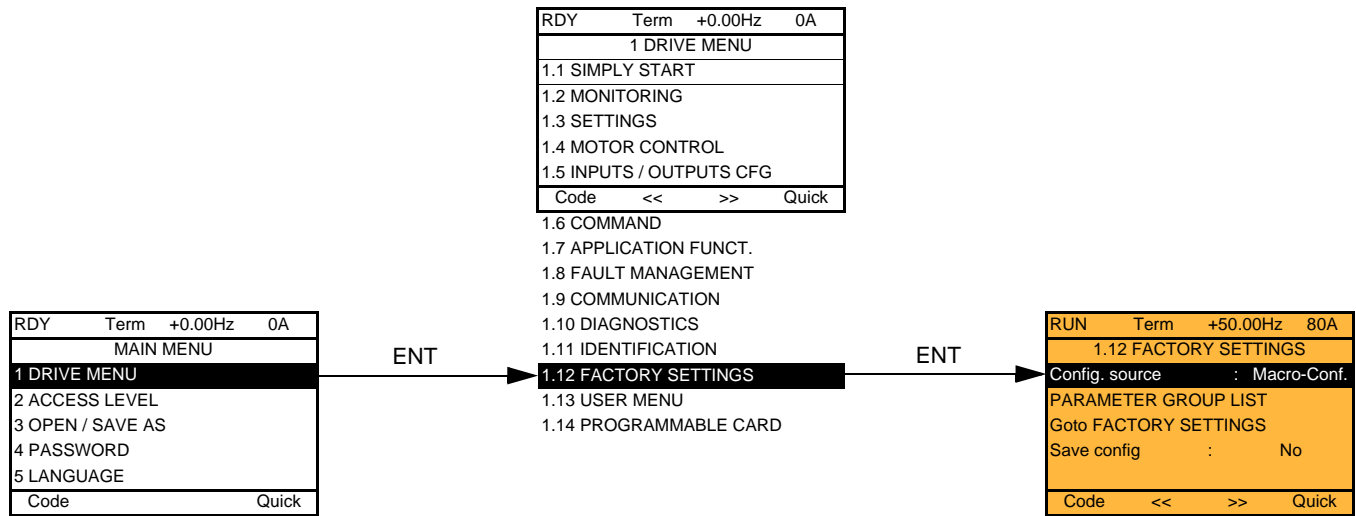 RDY Term +0.00Hz 0A
1 DRIVE MENU
1.1 SIMPLY START
1.2 MONITORING
1.3 SETTINGS
1.4 MOTOR CONTROL
1.5 INPUTS / OUTPUTS CFG
Code << >> Quick
1.6 COMMAND
1.7 APPLICATION FUNCT.
1.8 FAULT MANAGEMENT
1.9 COMMUNICATION
1.10 DIAGNOSTICS
1.11 IDENTIFICATION
1.12 FACTORY SETTINGS
1.13 USER MENU
1.14 PROGRAMMABLE CARD
RDY Term +0.00Hz 0A
MAIN MENU
1 DRIVE MENU
2 ACCESS LEVEL
3 OPEN / SAVE AS
4 PASSWORD
5 LANGUAGE
Code Quick
ENT
ENT
RUN Term +50.00Hz 80A
1.12 FACTORY SETTINGS
Config. source : Macro-Conf.
PARAMETER GROUP LIST
Goto FACTORY SETTINGS
Save config : No
Code << >> Quick